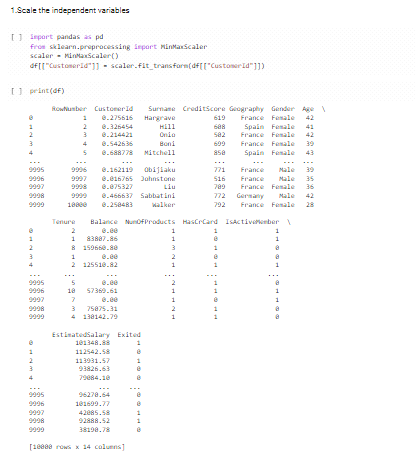 1.Scale the independent variables
[ ] import pandas as pd
from sklearn.preprocessing import MinMaxScaler
scaler = MinMaxScaler()
df[["CustomerId"]] = scaler.fit_transform(df[["CustomerId"]])
[ ] print(df)
RowNumber CustomerId Surname CreditScore Geography Gender Age \
0 1 0.275616 Hargrave 619 France Female 42
1 2 0.326454 Hill 608 Spain Female 41
2 3 0.214421 Onio 502 France Female 42
3 4 0.542636 Boni 699 France Female 39
4 5 0.688778 Mitchell 850 Spain Female 43
... ... ... ... ... ... ... ...
9995 9996 0.162119 Obijiaku 771 France Male 39
9996 9997 0.016765 Johnstone 516 France Male 35
9997 9998 0.075327 Liu 709 France Female 36
9998 9999 0.466637 Sabbatini 772 Germany Male 42
9999 10000 0.250483 Walker 792 France Female 28
Tenure Balance NumOfProducts HasCrCard IsActiveMember \
0 2 0.00 1 1 1
1 1 83807.86 1 0 1
2 8 159660.80 3 1 0
3 1 0.00 2 0 0
4 2 125510.82 1 1 1
... ... ... ... ... ...
9995 5 0.00 2 1 0
9996 10 57369.61 1 1 1
9997 7 0.00 1 0 1
9998 3 75075.31 2 1 0
9999 4 130142.79 1 1 0
EstimatedSalary Exited
0 101348.88 1
1 112542.58 0
2 113931.57 1
3 93826.63 0
4 79084.10 0
... ... ...
9995 96270.64 0
9996 101699.77 0
9997 42085.58 1
9998 92888.52 1
9999 38190.78 0
[10000 rows x 14 columns]